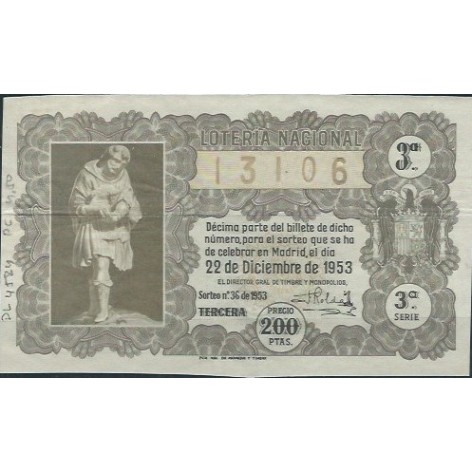 LOTERIA NACIONAL
13106
3ª
Décima parte del billete de dicho
número, para el sorteo que se ha
de celebrar en Madrid, el día
22 de Diciembre de 1953
EL DIRECTOR GRAL. DE TIMBRE Y MONOPOLIOS,
Sorteo nº 36 de 1953
TERCERA
PRECIO
200
PTAS.
3ª
SERIE